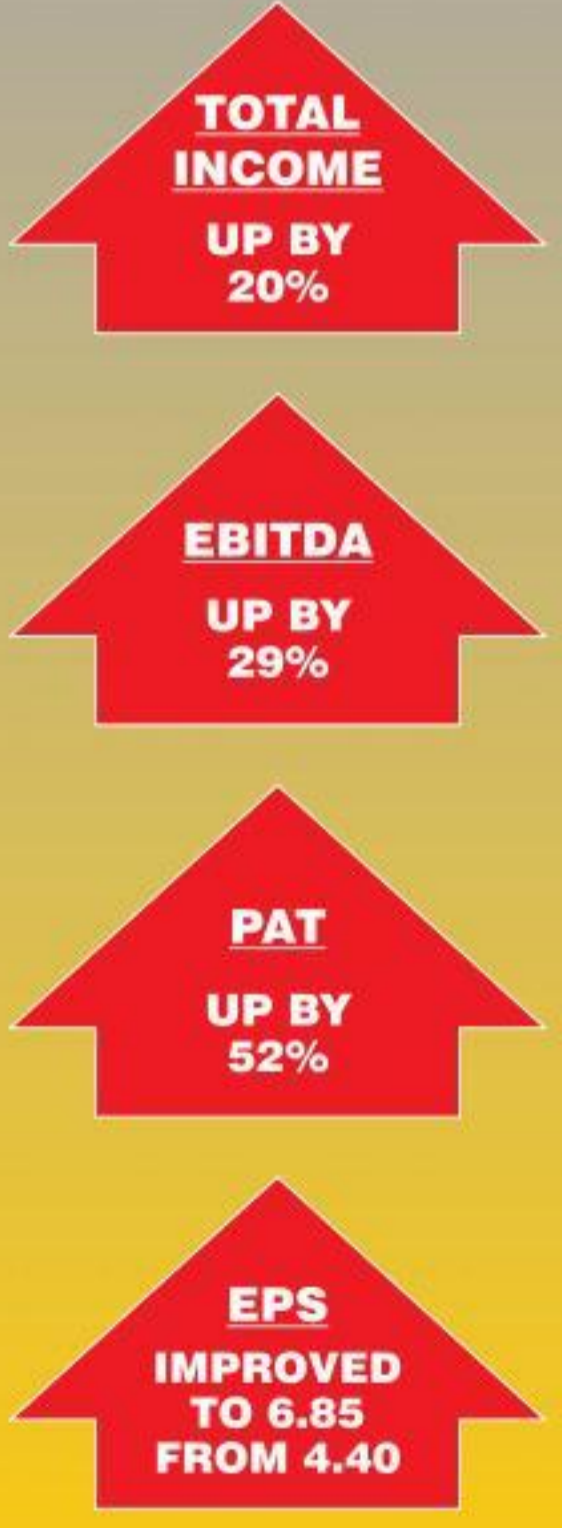 TOTAL
INCOME
UP BY
20%
EBITDA
UP BY
29%
PAT
UP BY
52%
EPS
IMPROVED
TO 6.85
FROM 4.40